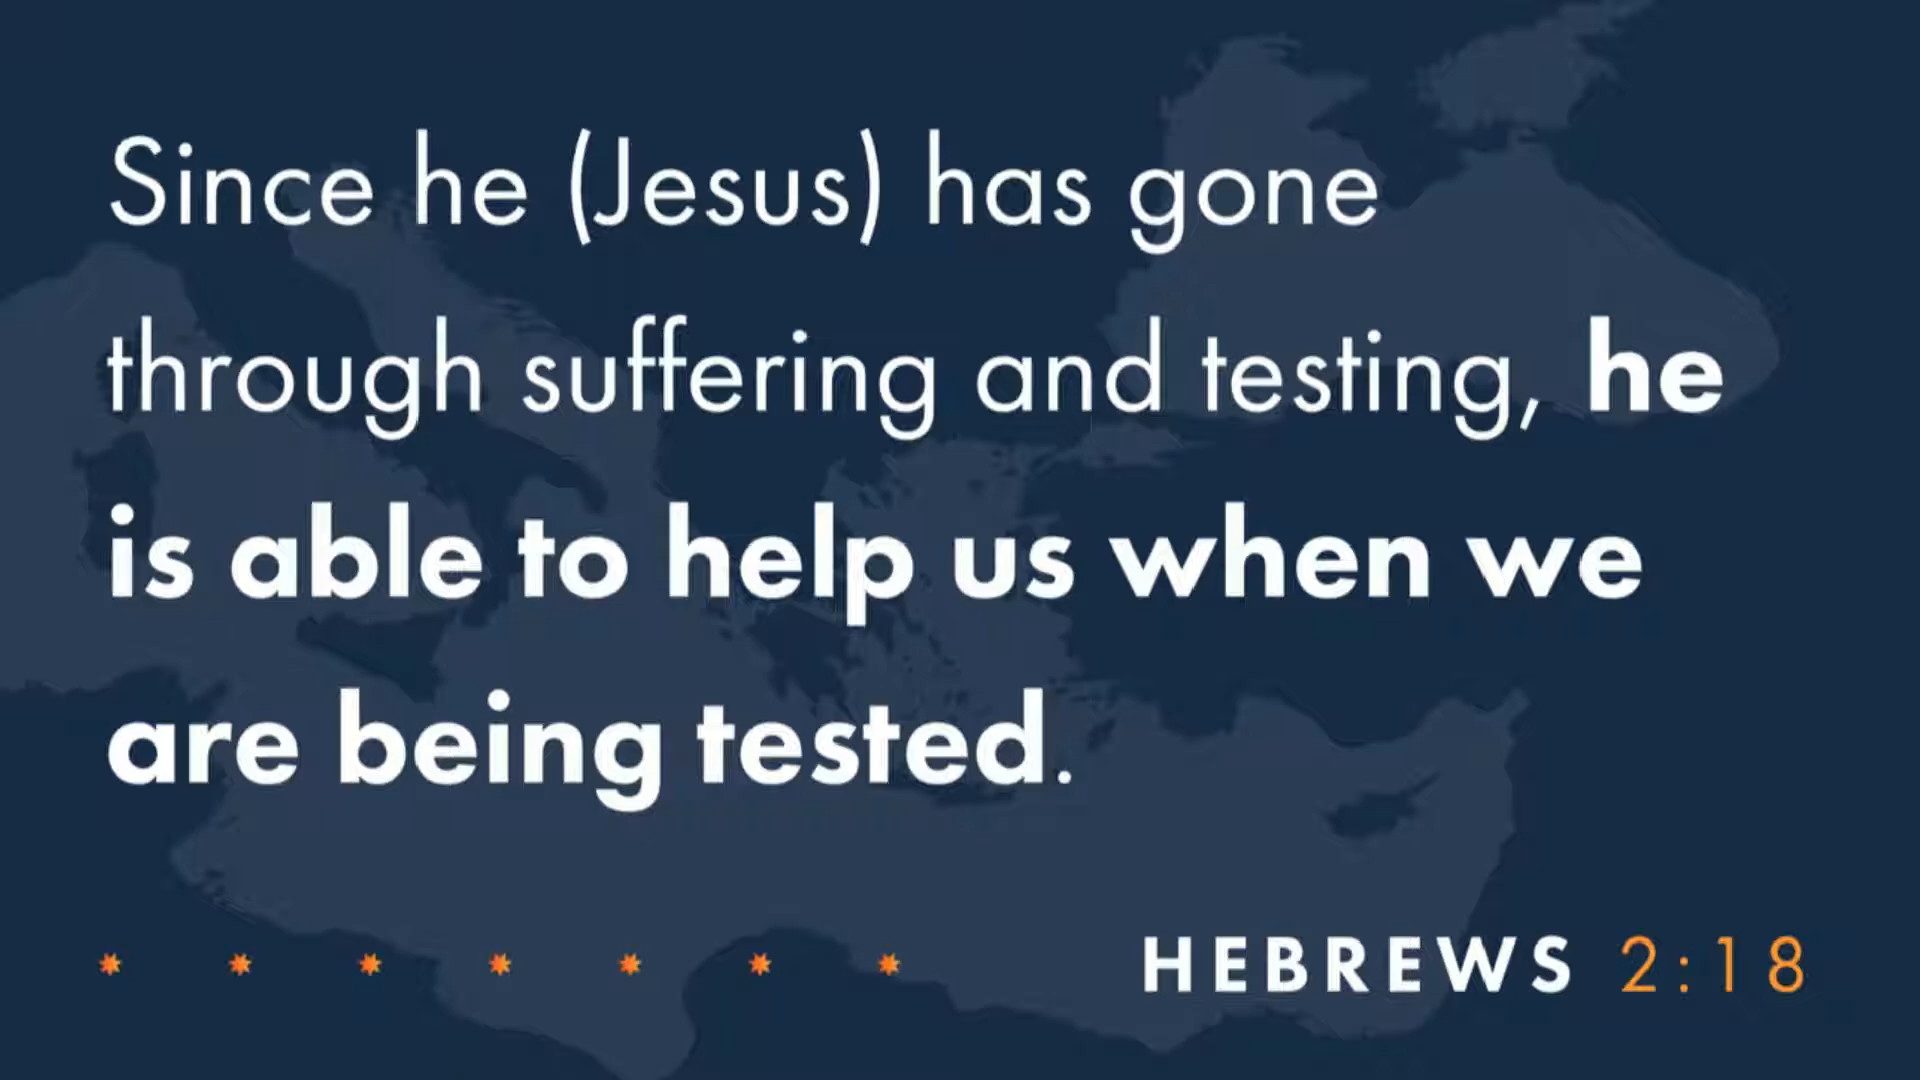 Since he (Jesus) has gone
through suffering and testing, he
is able to help us when we
are being tested.
HEBREWS 2:18